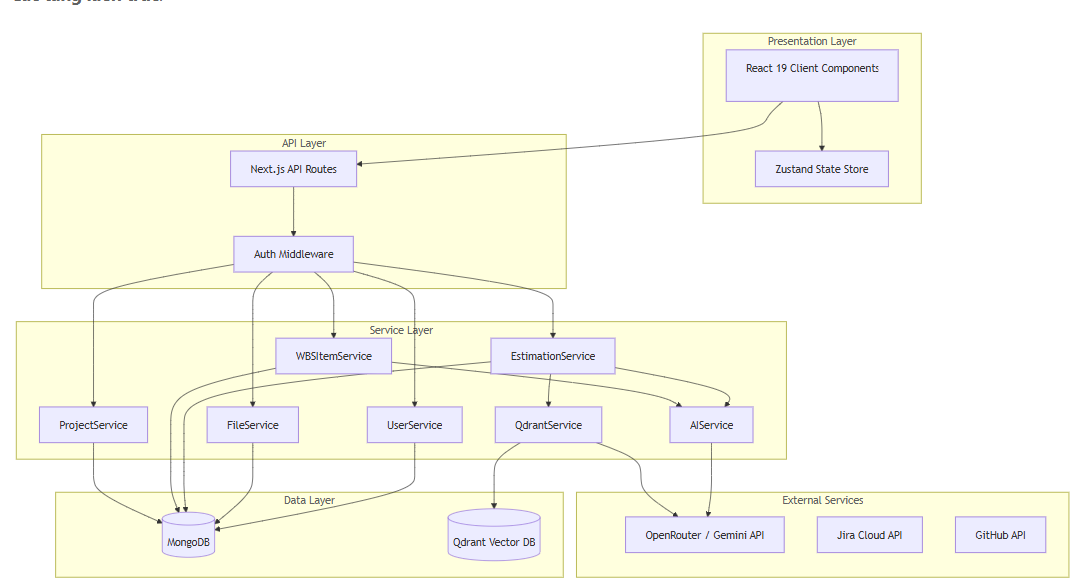 Presentation Layer
React 19 Client Components
API Layer
Next.js API Routes
Zustand State Store
Auth Middleware
Service Layer
WBSItemService
EstimationService
ProjectService
FileService
UserService
QdrantService
AIService
Data Layer
External Services
MongoDB
Qdrant Vector DB
OpenRouter / Gemini API
Jira Cloud API
GitHub API